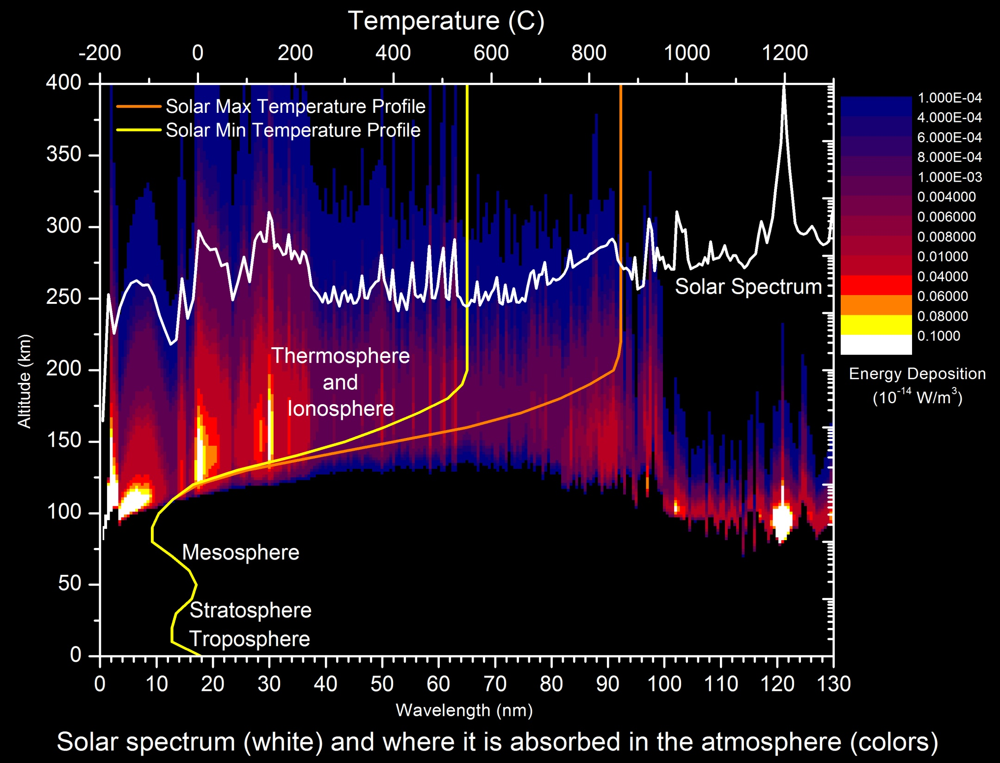 Temperature (C)
-200 0 200 400 600 800 1000 1200
400
350
300
250
200
150
100
50
0
Altitude (km)
Solar Max Temperature Profile
Solar Min Temperature Profile
Solar Spectrum
Thermosphere
and
Ionosphere
Mesosphere
Stratosphere
Troposphere
1.000E-04
4.000E-04
6.000E-04
8.000E-04
1.000E-03
0.004000
0.006000
0.008000
0.01000
0.04000
0.06000
0.08000
0.1000
Energy Deposition
(10⁻¹⁴ W/m³)
0 10 20 30 40 50 60 70 80 90 100 110 120 130
Wavelength (nm)
Solar spectrum (white) and where it is absorbed in the atmosphere (colors)